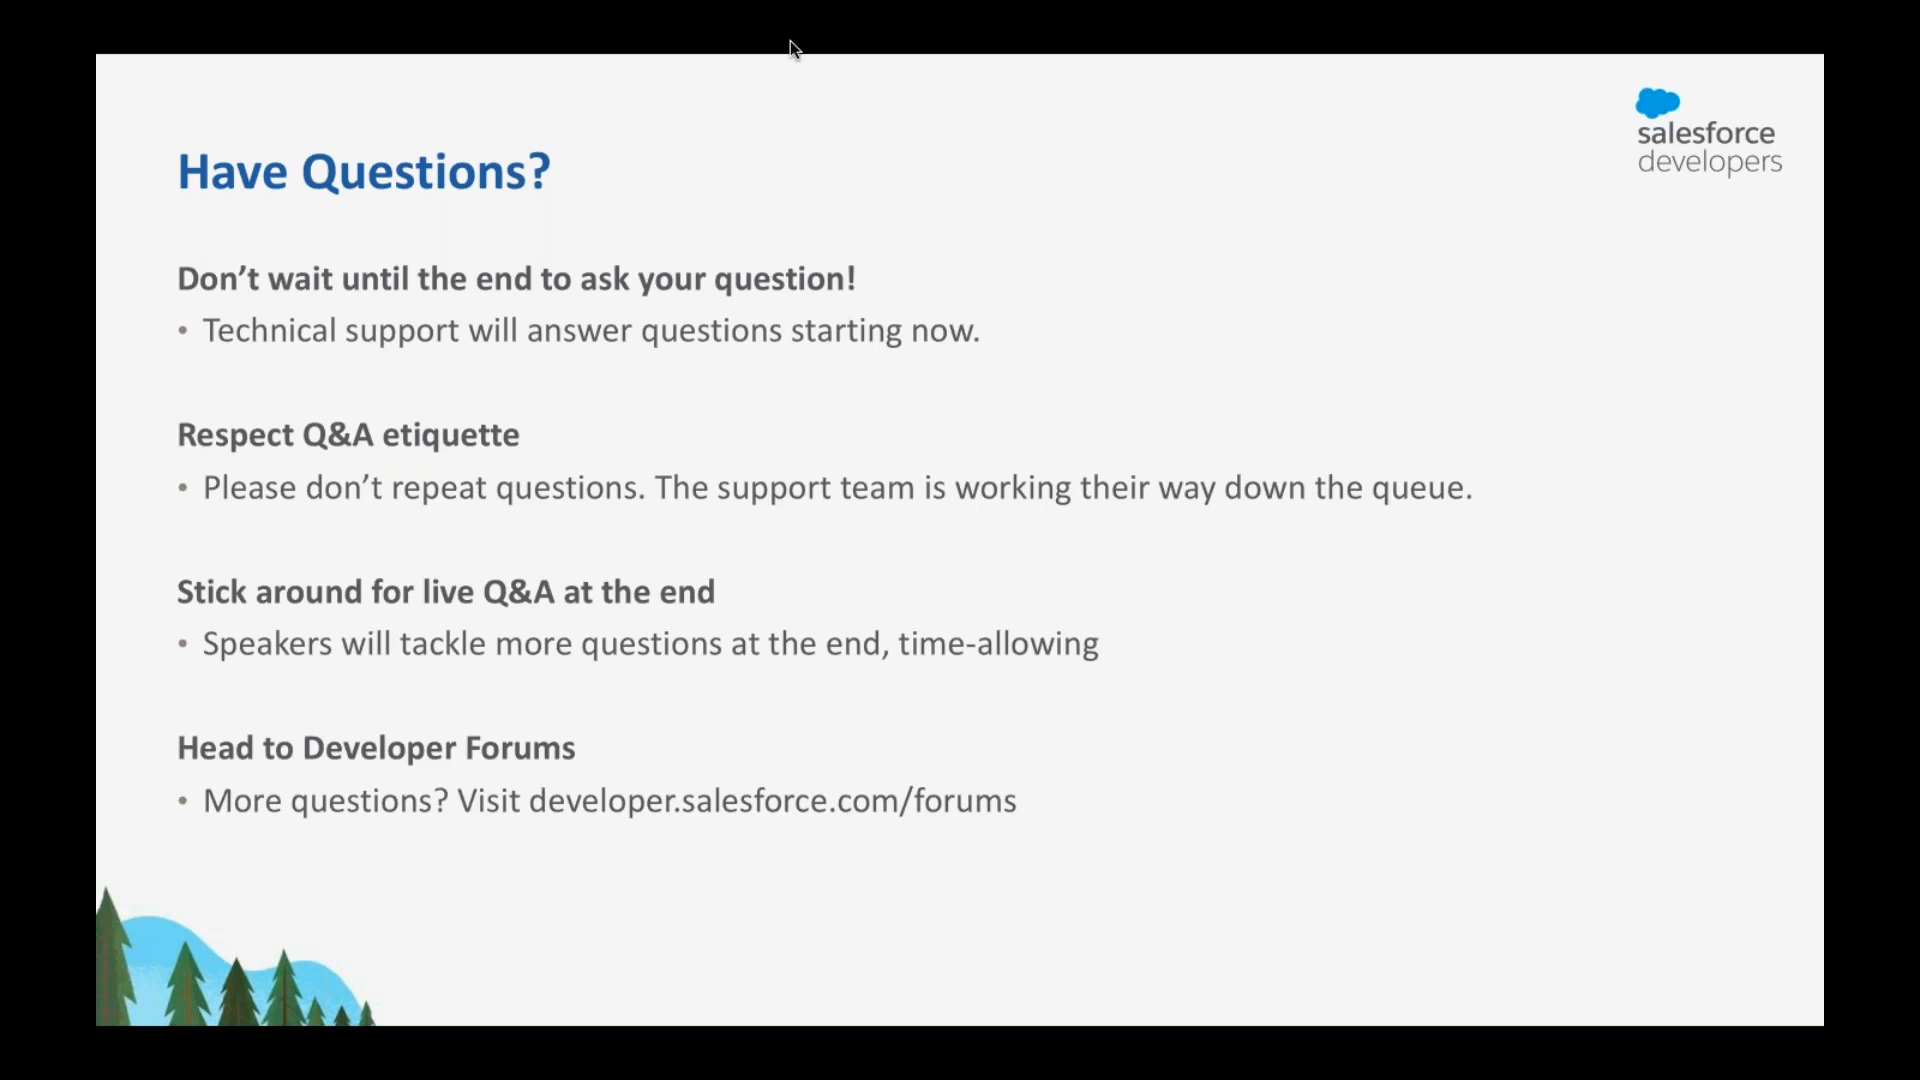 salesforce
developers
Have Questions?
Don’t wait until the end to ask your question!
• Technical support will answer questions starting now.
Respect Q&A etiquette
• Please don’t repeat questions. The support team is working their way down the queue.
Stick around for live Q&A at the end
• Speakers will tackle more questions at the end, time-allowing
Head to Developer Forums
• More questions? Visit developer.salesforce.com/forums